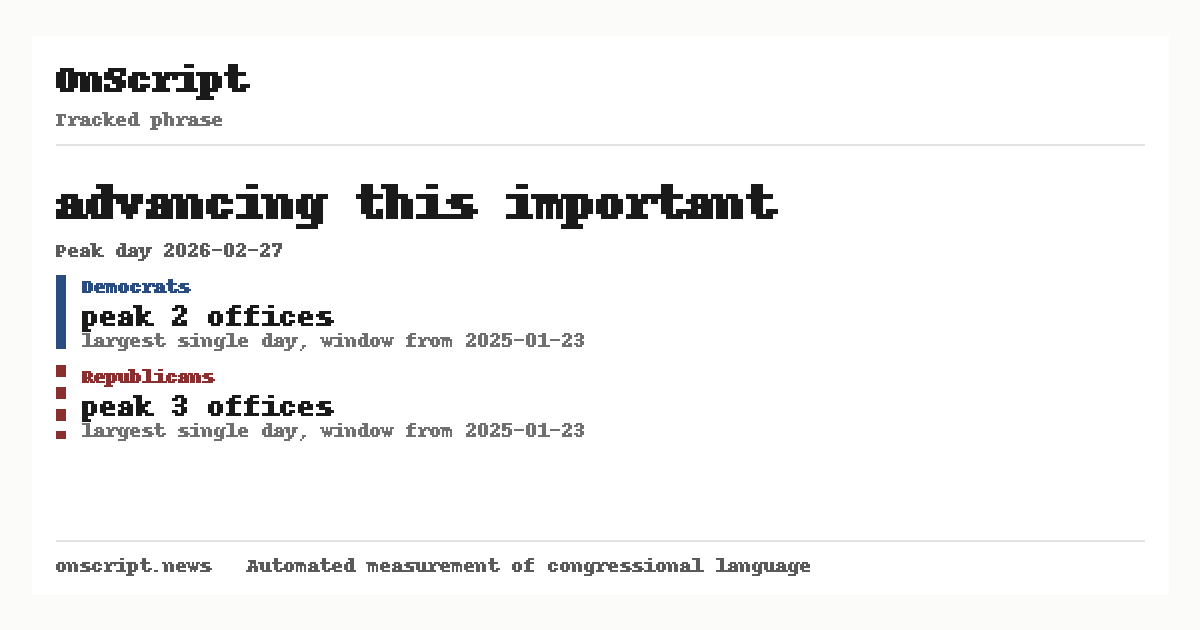 OnScript
Tracked phrase
advancing this important
Peak day 2026-02-27
Democrats
peak 2 offices
largest single day, window from 2025-01-23
Republicans
peak 3 offices
largest single day, window from 2025-01-23
onscript.news Automated measurement of congressional language